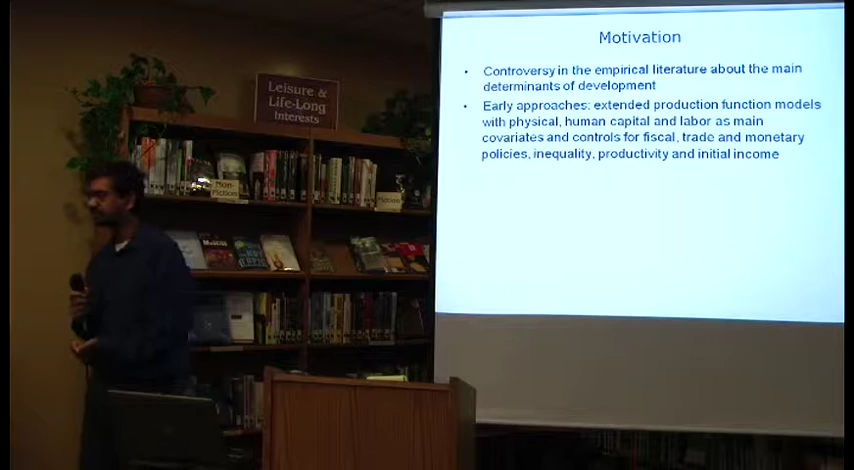 Motivation
• Controversy in the empirical literature about the main
determinants of development
• Early approaches: extended production function models
with physical, human capital and labor as main
covariates and controls for fiscal, trade and monetary
policies, inequality, productivity and initial income
Leisure &
Life-Long
Interests
Non-
Fiction
Fiction